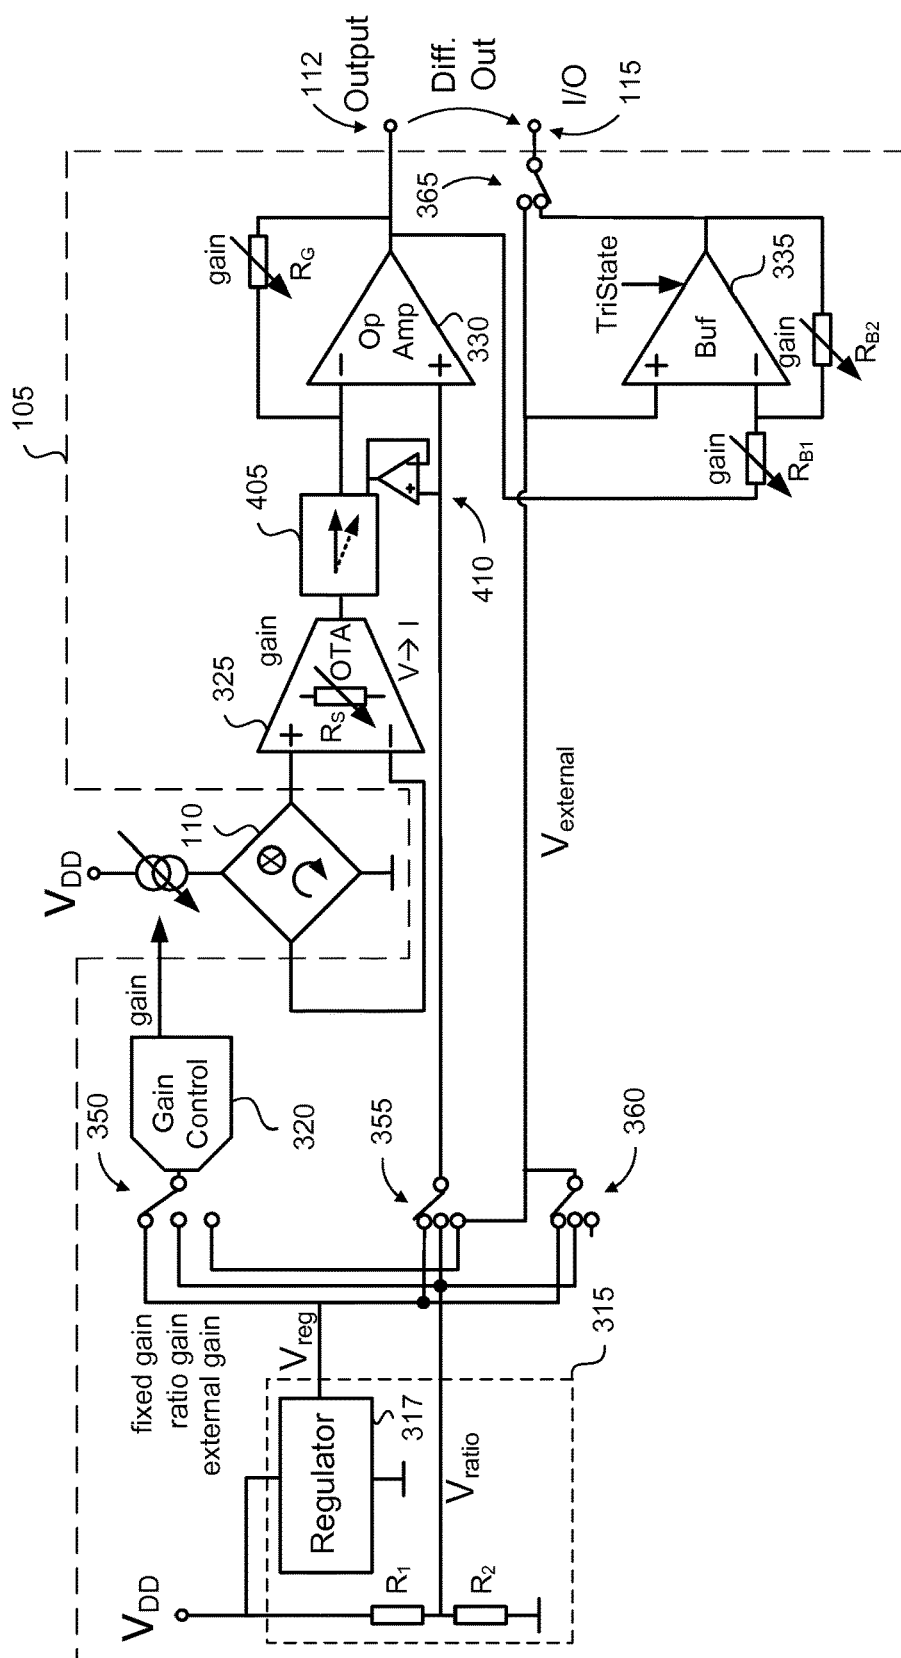 105
112
Output
Diff.
Out
I/O
115
365
gain
R_G
Op
Amp
330
TriState
Buf
335
gain
R_B2
gain
R_B1
405
410
gain
325
OTA
R_S
V→I
110
V_DD
V_external
gain
Gain
Control
320
350
355
360
fixed gain
ratio gain
external gain
V_reg
315
Regulator
317
V_ratio
V_DD
R_1
R_2